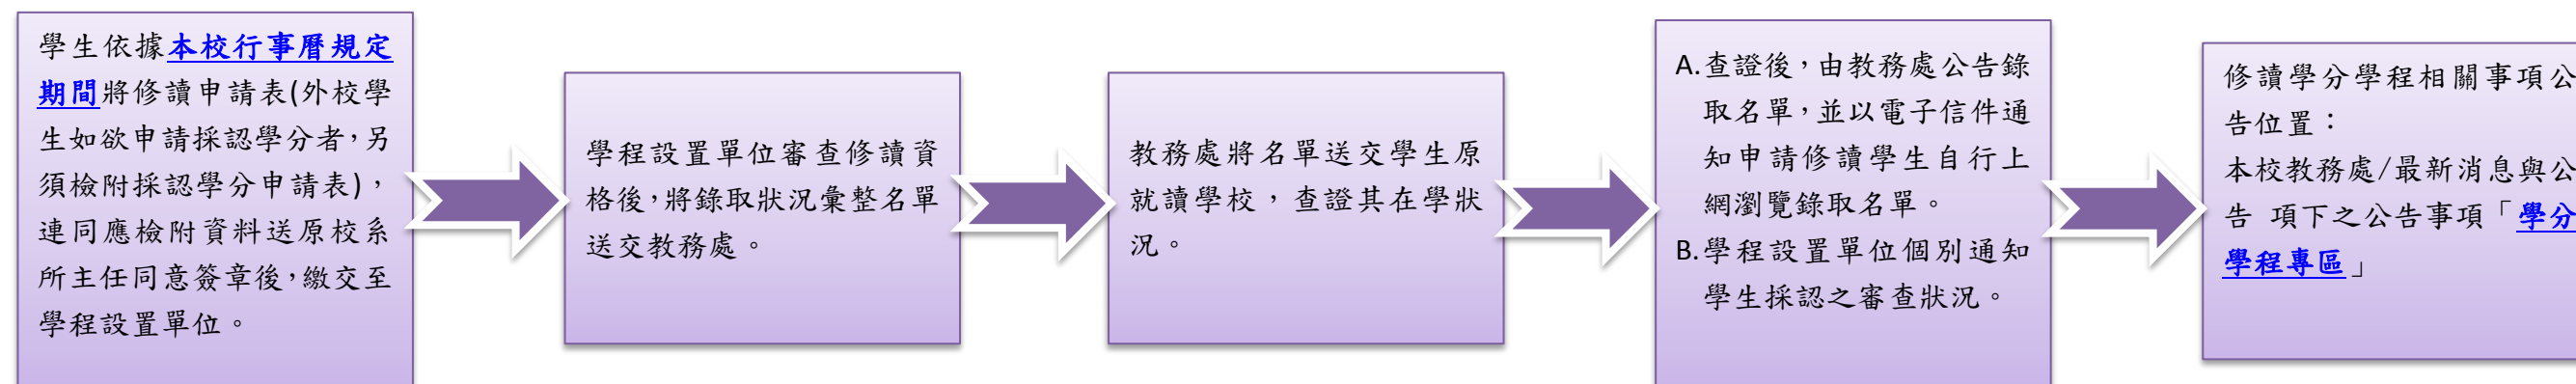 學生依據本校行事曆規定
期間將修讀申請表(外校學
生如欲申請採認學分者，另
須檢附採認學分申請表)，
連同應檢附資料送原校系
所主任同意簽章後，繳交至
學程設置單位。
學程設置單位審查修讀資
格後，將錄取狀況彙整名單
送交教務處。
教務處將名單送交學生原
就讀學校，查證其在學狀
況。
A.查證後，由教務處公告錄
取名單，並以電子信件通
知申請修讀學生自行上
網瀏覽錄取名單。
B.學程設置單位個別通知
學生採認之審查狀況。
修讀學分學程相關事項公
告位置：
本校教務處/最新消息與公
告 項下之公告事項「學分
學程專區」